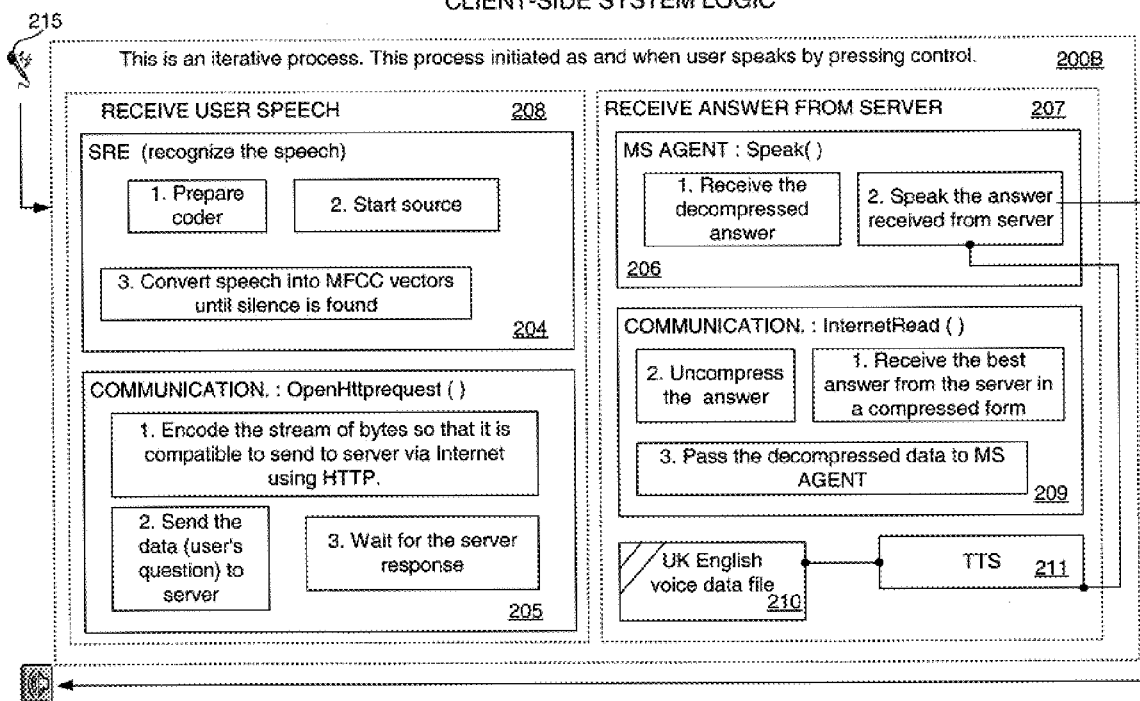 CLIENT-SIDE SYSTEM LOGIC
215
This is an iterative process. This process initiated as and when user speaks by pressing control.
200B
RECEIVE USER SPEECH
208
SRE (recognize the speech)
1. Prepare
coder
2. Start source
3. Convert speech into MFCC vectors
until silence is found
204
COMMUNICATION. : OpenHttprequest ( )
1. Encode the stream of bytes so that it is
compatible to send to server via Internet
using HTTP.
2. Send the
data (user's
question) to
server
3. Wait for the server
response
205
RECEIVE ANSWER FROM SERVER
207
MS AGENT : Speak( )
1. Receive the
decompressed
answer
2. Speak the answer
received from server
206
COMMUNICATION. : InternetRead ( )
2. Uncompress
the answer
1. Receive the best
answer from the server in
a compressed form
3. Pass the decompressed data to MS
AGENT
209
UK English
voice data file
210
TTS
211